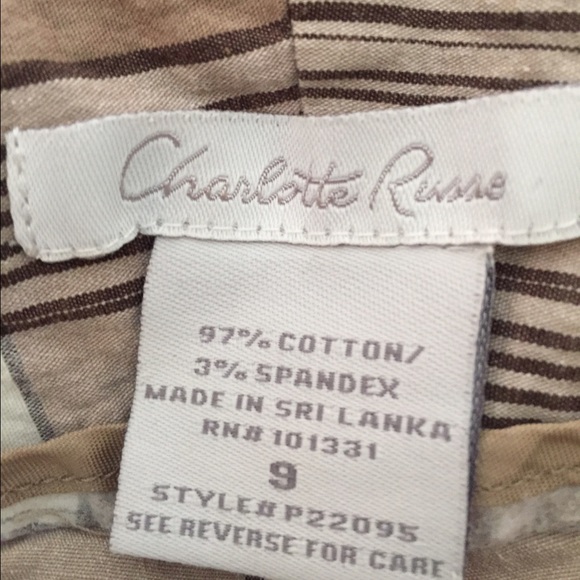 Charlotte Russe
97% COTTON/
3% SPANDEX
MADE IN SRI LANKA
RN# 101331
9
STYLE# P22095
SEE REVERSE FOR CARE